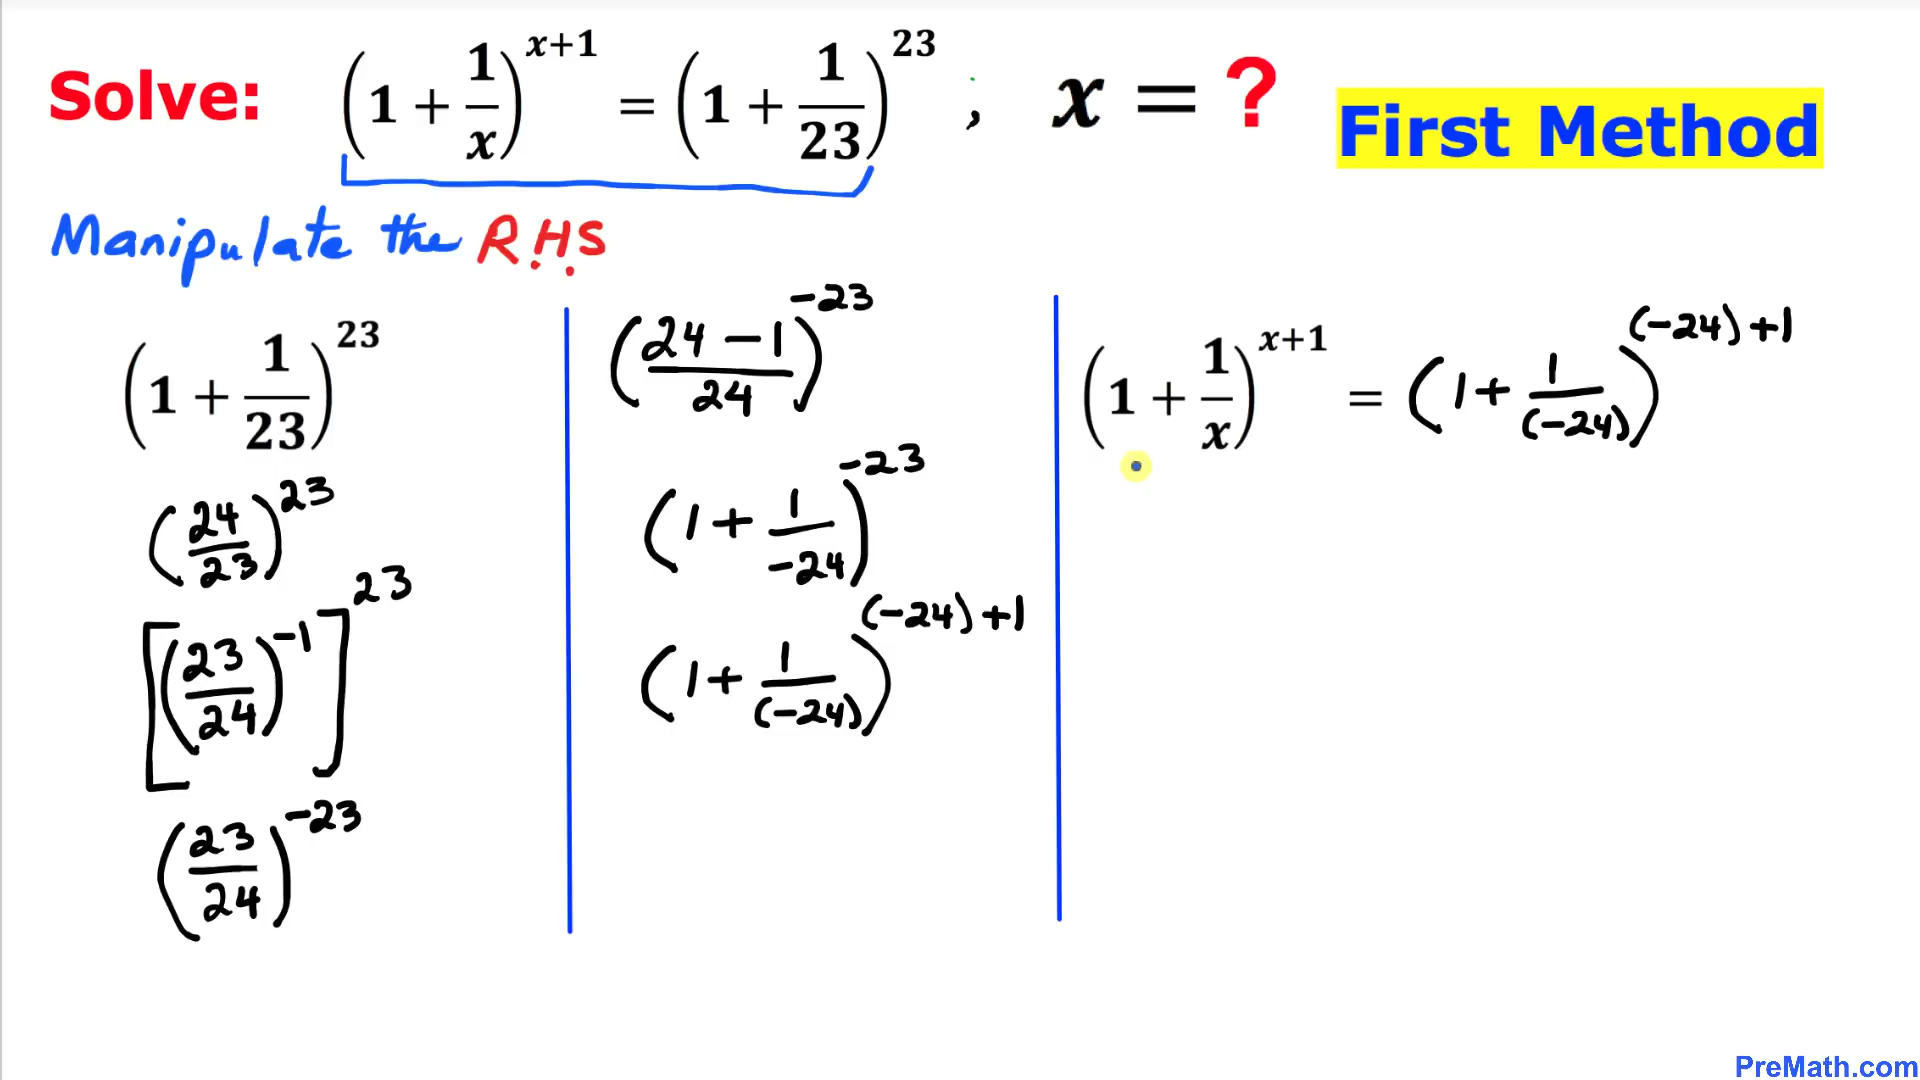 Solve: (1 + 1/x)^(x+1) = (1 + 1/23)^23 , x = ?
First Method
Manipulate the R.H.S
(1 + 1/23)^23
(24/23)^23
[(23/24)^-1]^23
(23/24)^-23
((24 - 1)/24)^-23
(1 + 1/-24)^-23
(1 + 1/(-24))^((-24)+1)
(1 + 1/x)^(x+1) = (1 + 1/(-24))^((-24)+1)
PreMath.com